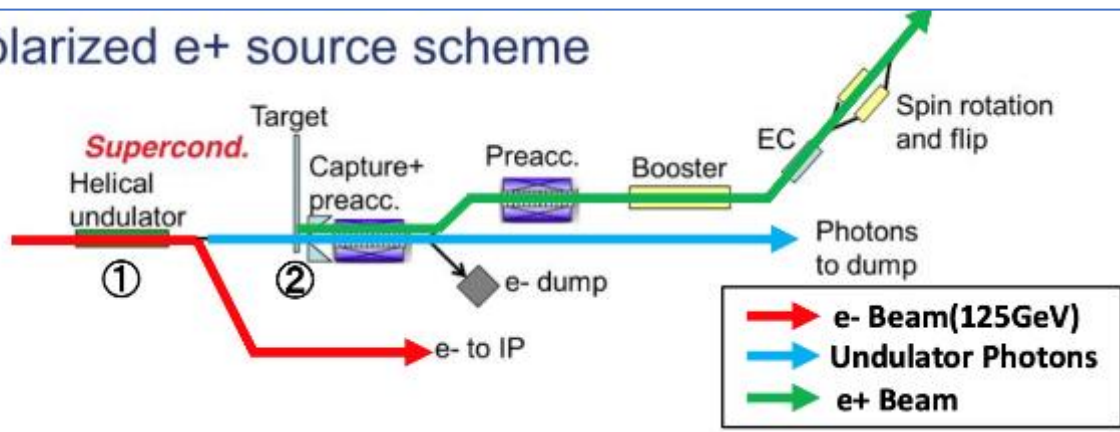 olarized e+ source scheme
Target
Supercond.
Helical
undulator
Capture+
preacc.
Preacc.
Booster
EC
Spin rotation
and flip
①
②
Photons
to dump
e- dump
e- to IP
e- Beam(125GeV)
Undulator Photons
e+ Beam